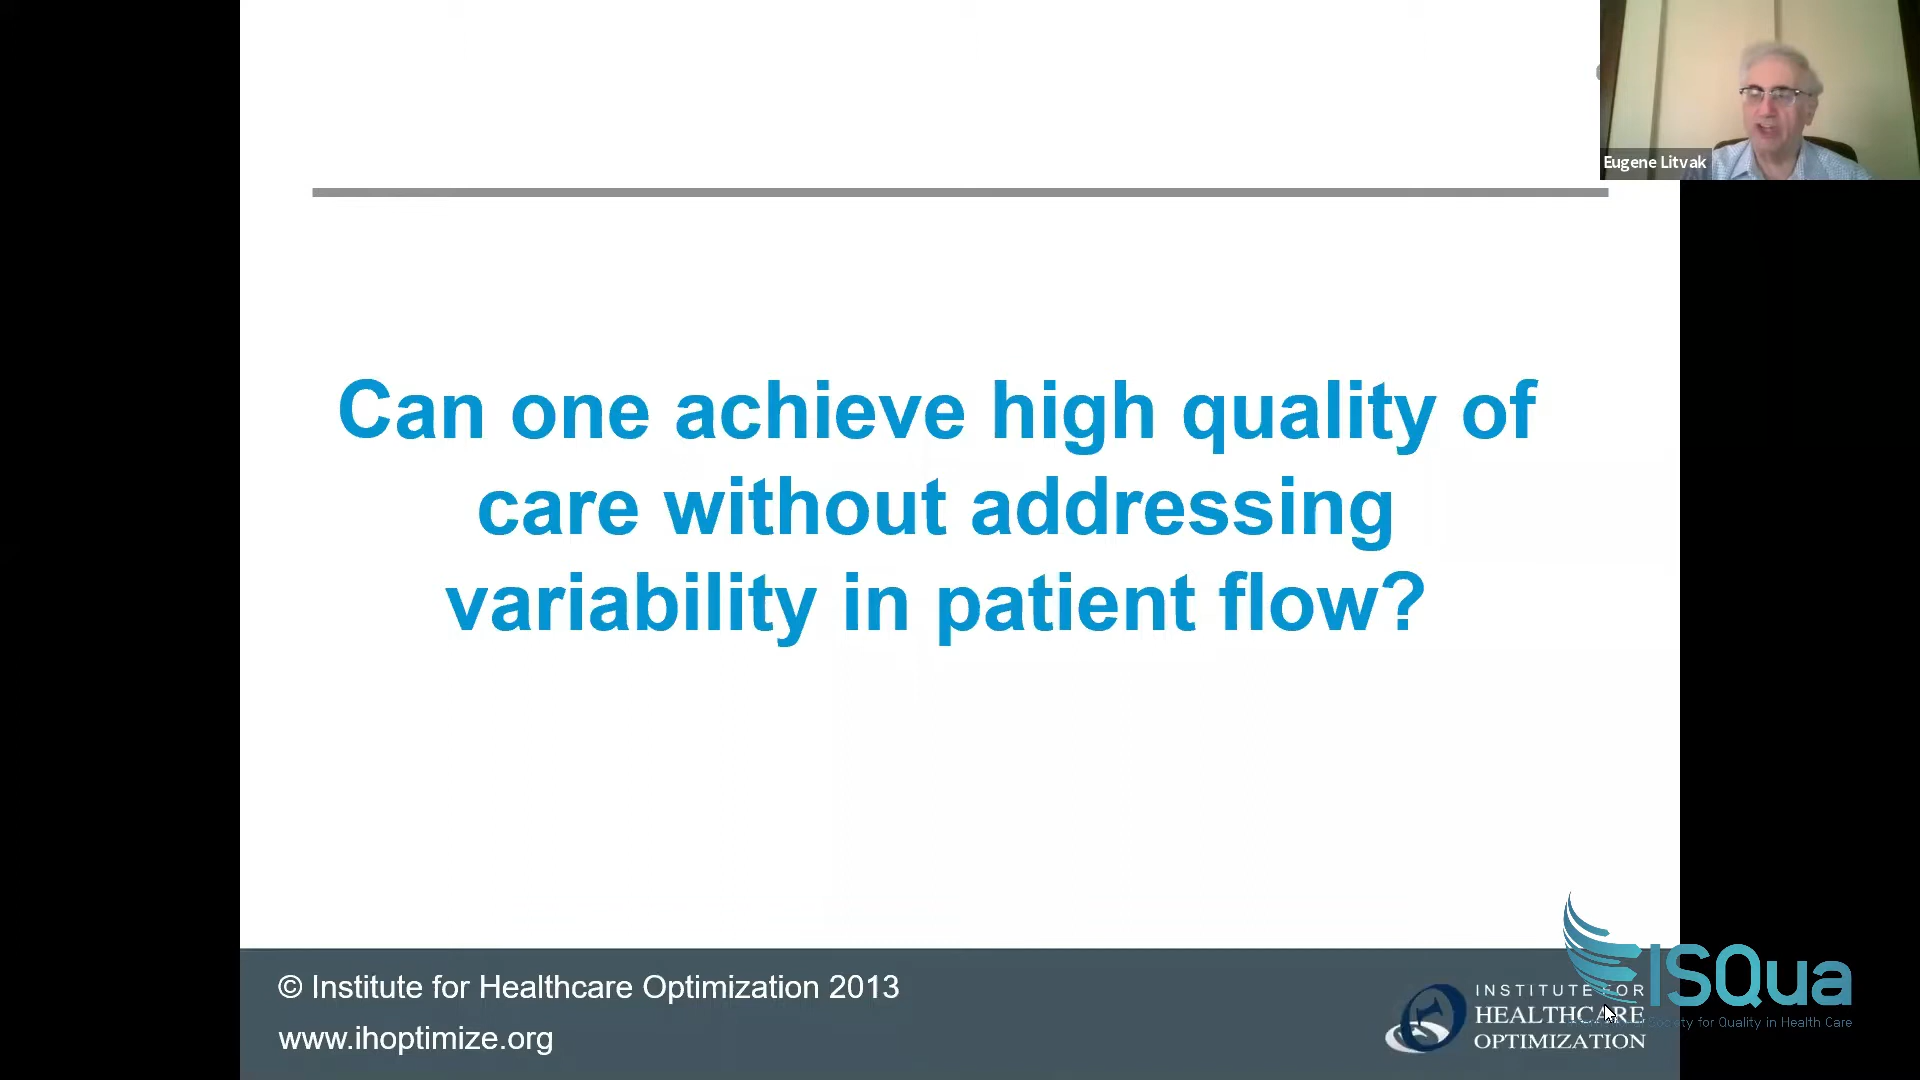 Eugene Litvak
Can one achieve high quality of
care without addressing
variability in patient flow?
© Institute for Healthcare Optimization 2013
www.ihoptimize.org
INSTITUTE FOR
HEALTHCARE
OPTIMIZATION
ISQua
Society for Quality in Health Care